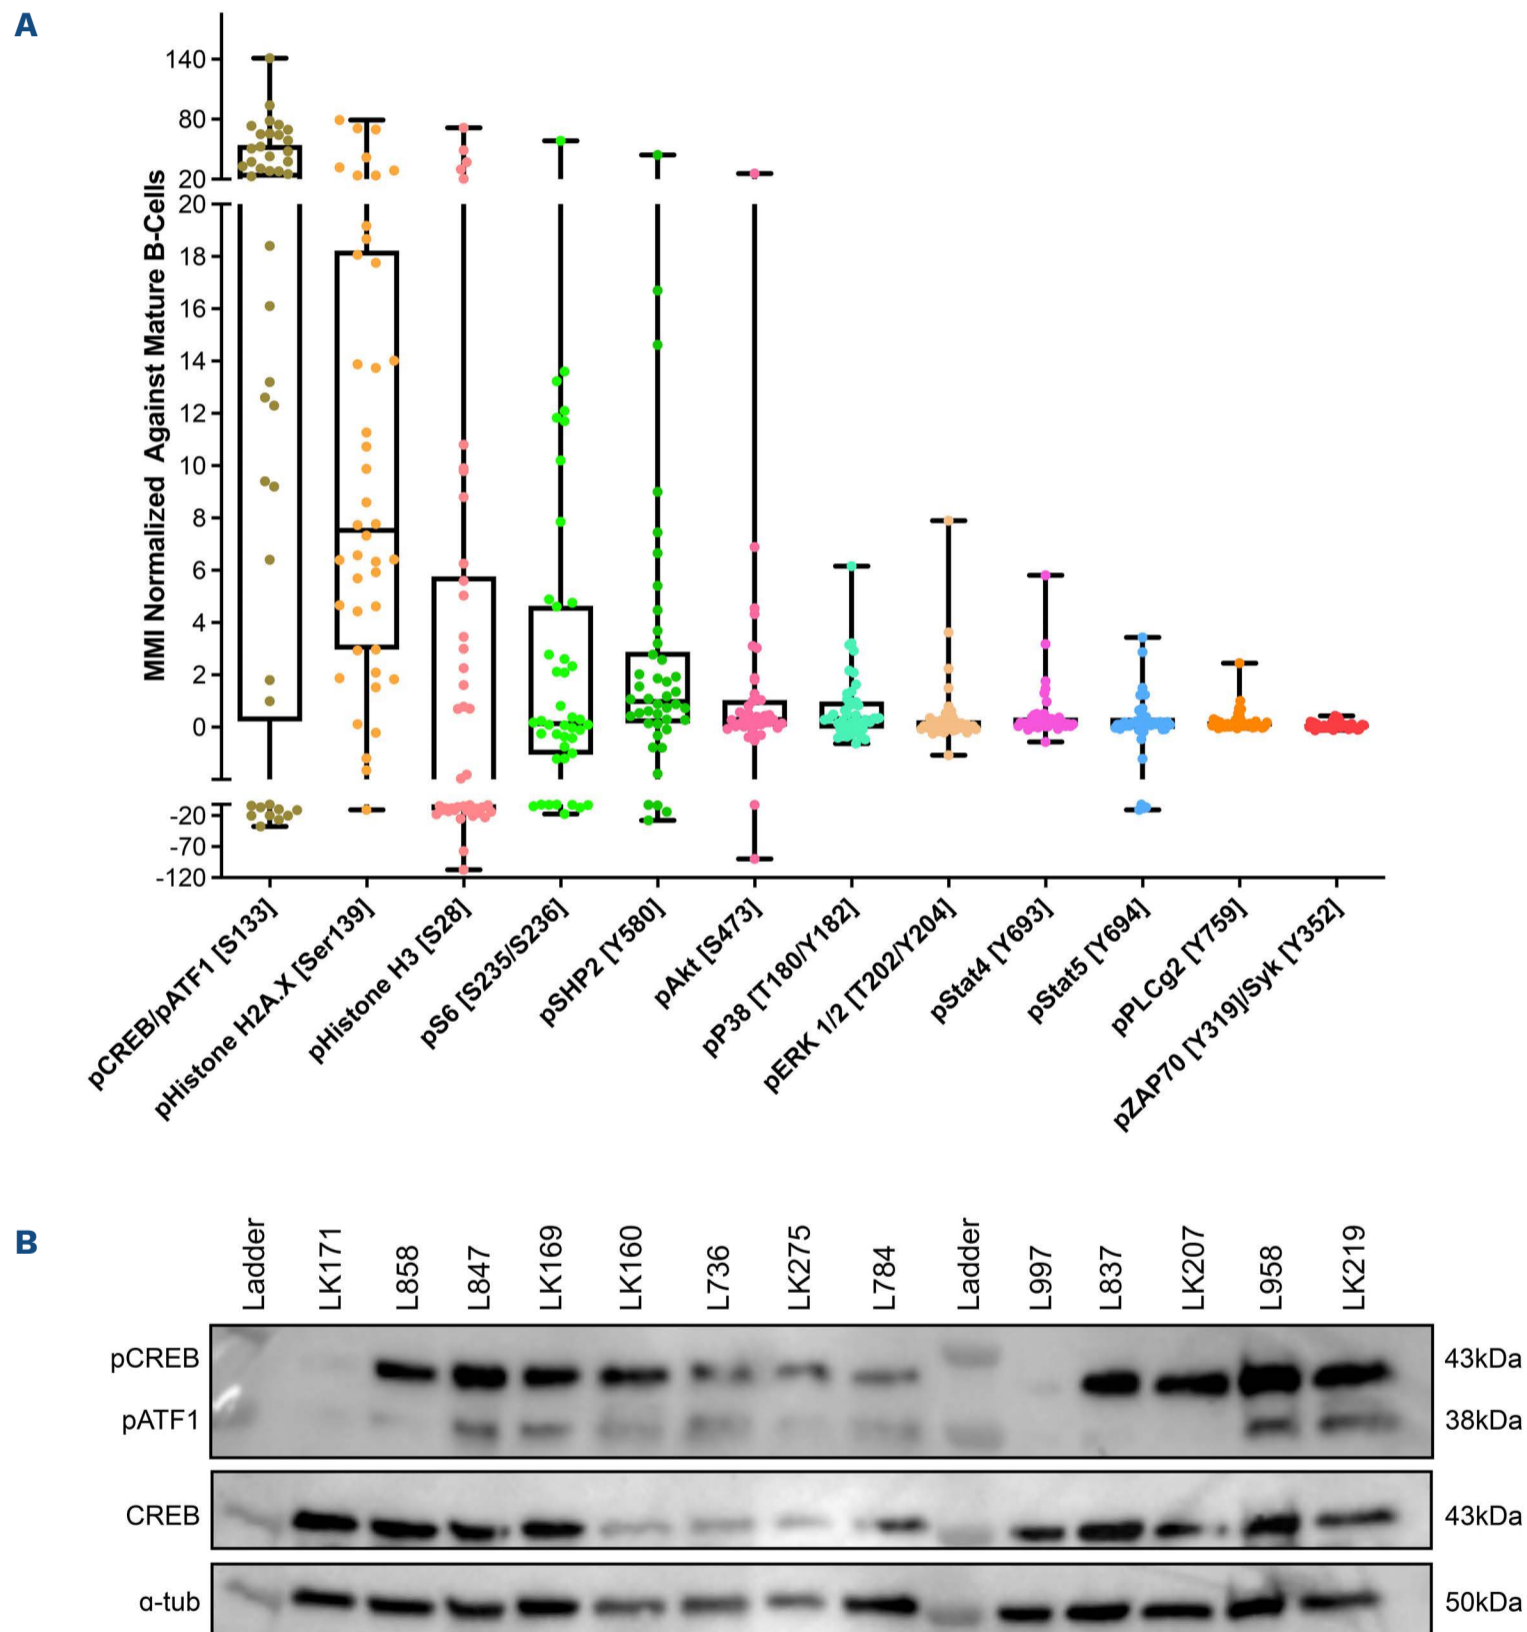 A
MMI Normalized Against Mature B-Cells
140
80
20
20
18
16
14
12
10
8
6
4
2
0
-20
-70
-120
pCREB/pATF1 [S133]
pHistone H2A.X [Ser139]
pHistone H3 [S28]
pS6 [S235/S236]
pSHP2 [Y580]
pAkt [S473]
pP38 [T180/Y182]
pERK 1/2 [T202/Y204]
pStat4 [Y693]
pStat5 [Y694]
pPLCg2 [Y759]
pZAP70 [Y319]/Syk [Y352]
B
Ladder LK171 L858 L847 LK169 LK160 L736 LK275 L784 Ladder L997 L837 LK207 L958 LK219
pCREB 43kDa
pATF1 38kDa
CREB 43kDa
α-tub 50kDa